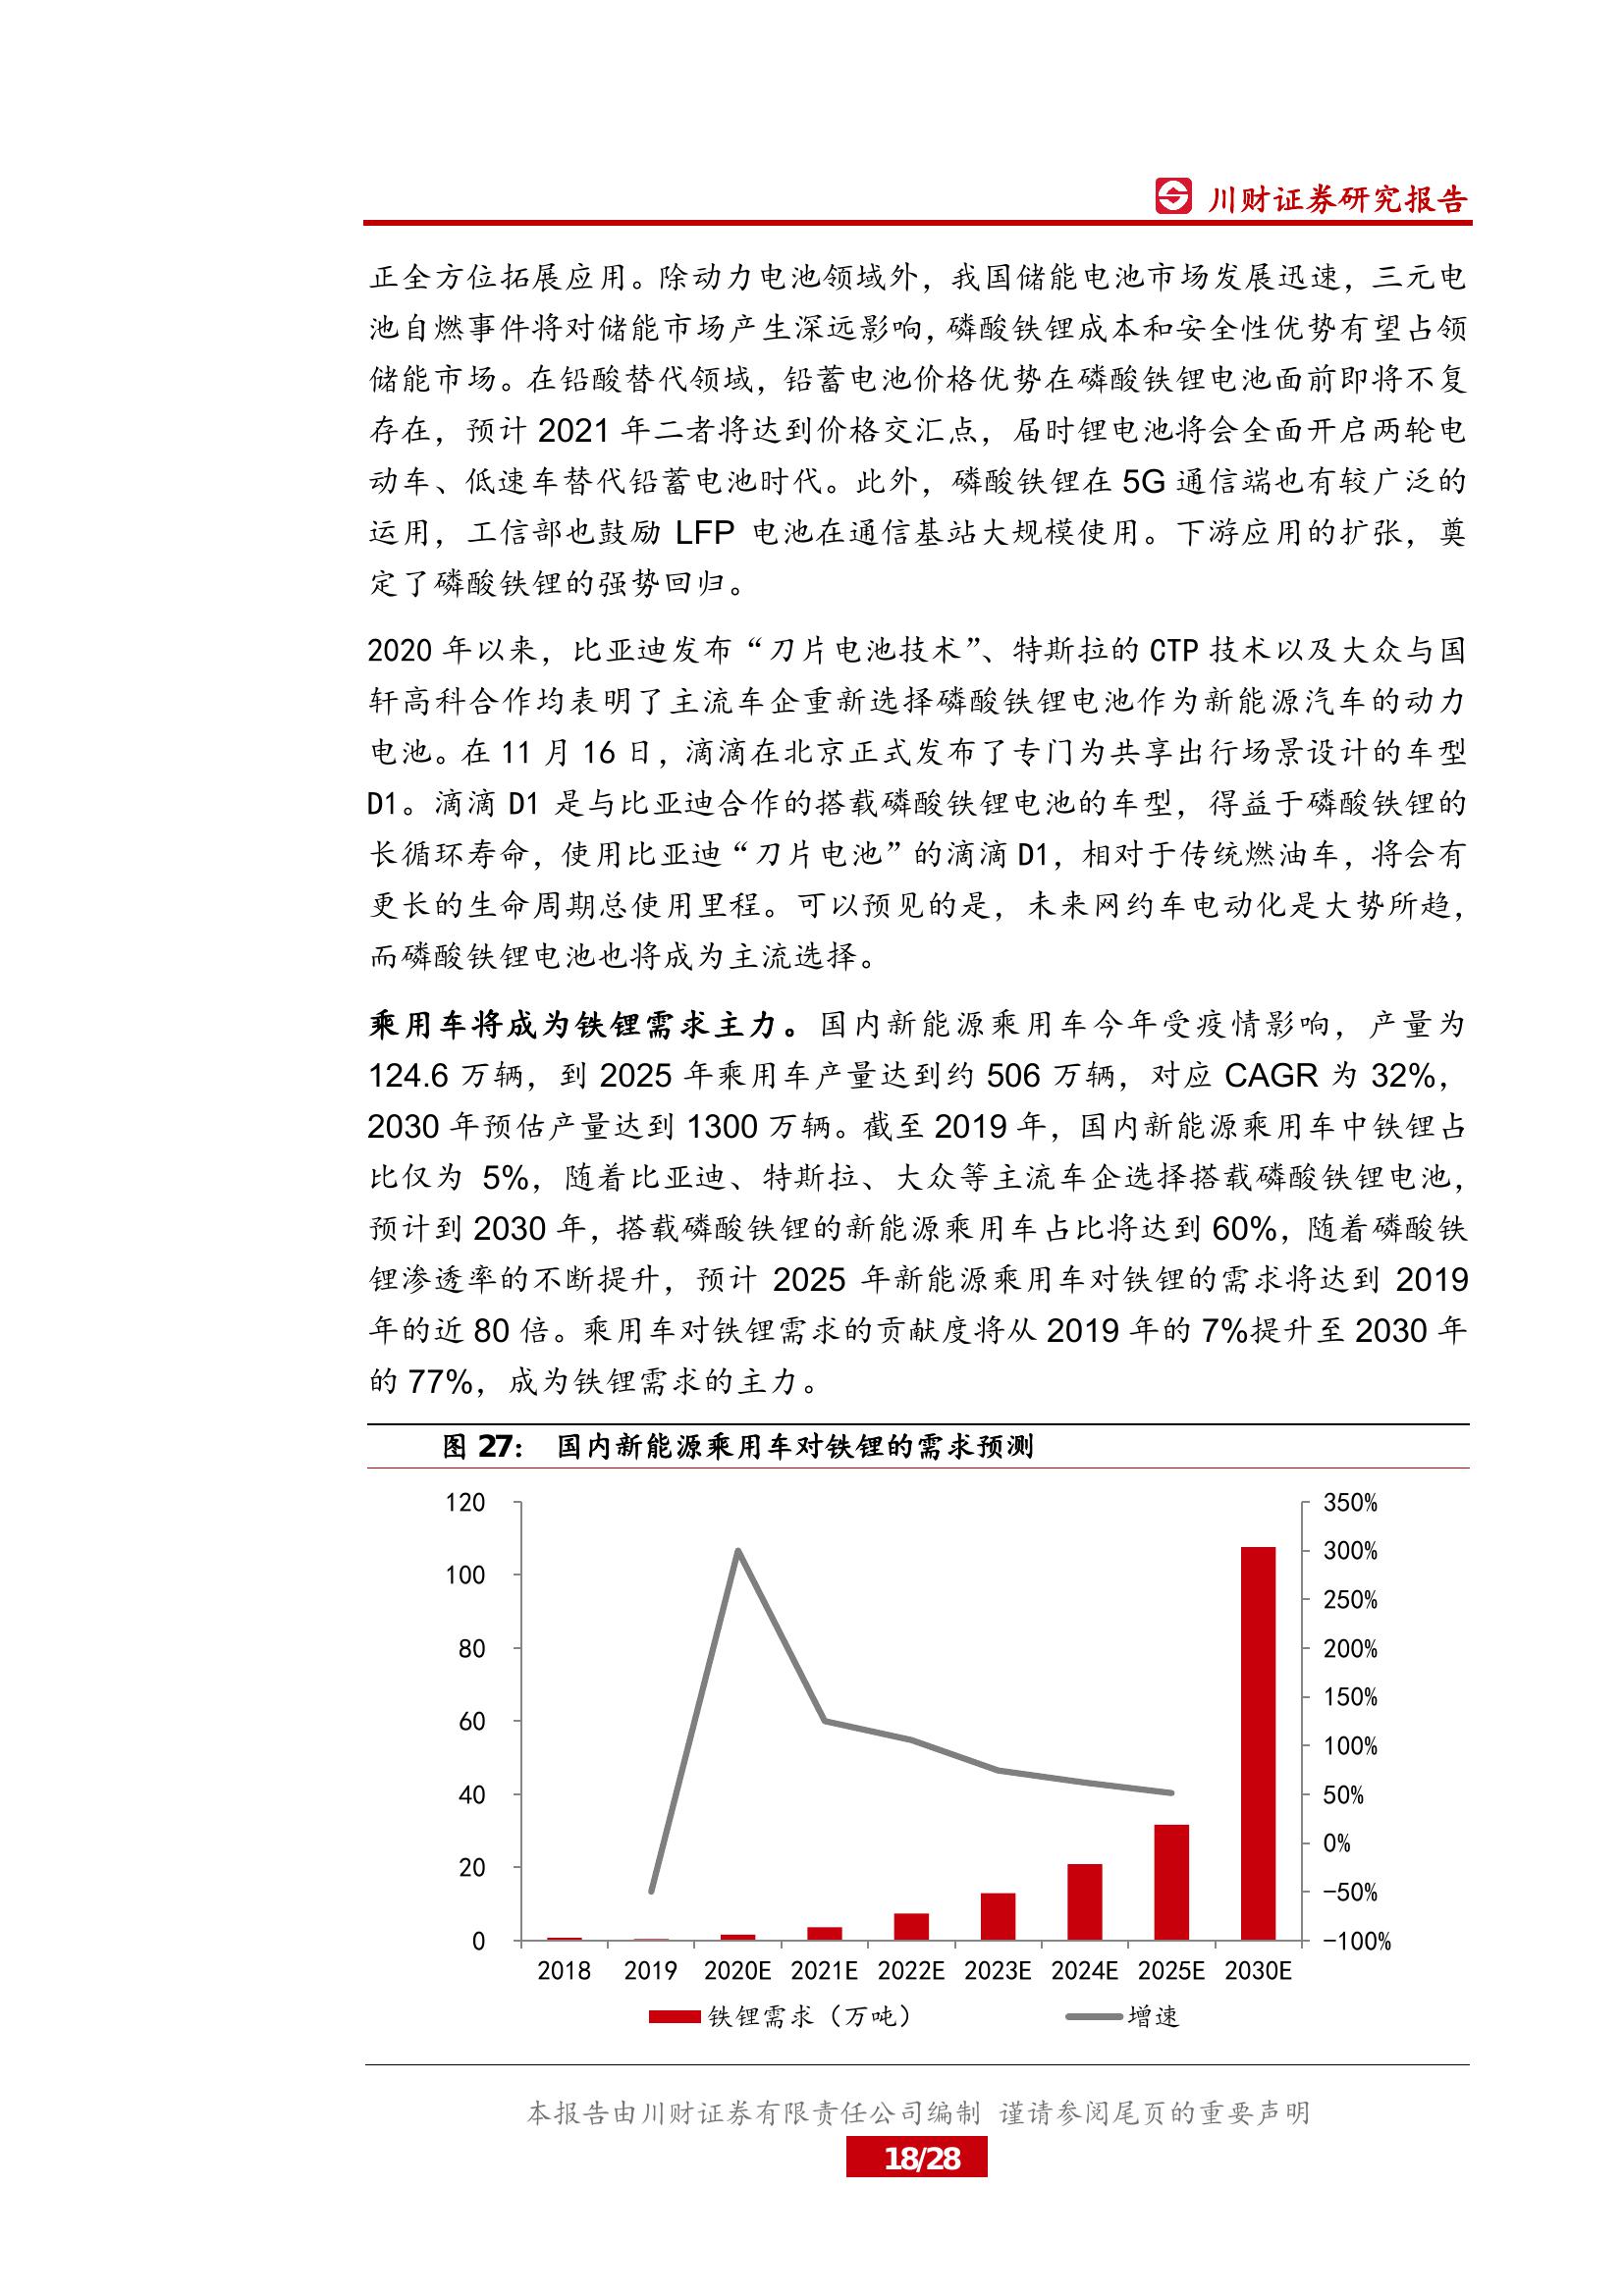 川财证券研究报告
正全方位拓展应用。除动力电池领域外，我国储能电池市场发展迅速，三元电
池自燃事件将对储能市场产生深远影响，磷酸铁锂成本和安全性优势有望占领
储能市场。在铅酸替代领域，铅蓄电池价格优势在磷酸铁锂电池面前即将不复
存在，预计 2021 年二者将达到价格交汇点，届时锂电池将会全面开启两轮电
动车、低速车替代铅蓄电池时代。此外，磷酸铁锂在 5G 通信端也有较广泛的
运用，工信部也鼓励 LFP 电池在通信基站大规模使用。下游应用的扩张，奠
定了磷酸铁锂的强势回归。
2020 年以来，比亚迪发布“刀片电池技术”、特斯拉的 CTP 技术以及大众与国
轩高科合作均表明了主流车企重新选择磷酸铁锂电池作为新能源汽车的动力
电池。在 11 月 16 日，滴滴在北京正式发布了专门为共享出行场景设计的车型
D1。滴滴 D1 是与比亚迪合作的搭载磷酸铁锂电池的车型，得益于磷酸铁锂的
长循环寿命，使用比亚迪“刀片电池”的滴滴 D1，相对于传统燃油车，将会有
更长的生命周期总使用里程。可以预见的是，未来网约车电动化是大势所趋，
而磷酸铁锂电池也将成为主流选择。
乘用车将成为铁锂需求主力。国内新能源乘用车今年受疫情影响，产量为
124.6 万辆，到 2025 年乘用车产量达到约 506 万辆，对应 CAGR 为 32%，
2030 年预估产量达到 1300 万辆。截至 2019 年，国内新能源乘用车中铁锂占
比仅为 5%，随着比亚迪、特斯拉、大众等主流车企选择搭载磷酸铁锂电池，
预计到 2030 年，搭载磷酸铁锂的新能源乘用车占比将达到 60%，随着磷酸铁
锂渗透率的不断提升，预计 2025 年新能源乘用车对铁锂的需求将达到 2019
年的近 80 倍。乘用车对铁锂需求的贡献度将从 2019 年的 7%提升至 2030 年
的 77%，成为铁锂需求的主力。
图 27： 国内新能源乘用车对铁锂的需求预测
120 350%
300%
100
250%
80 200%
150%
60
100%
40 50%
0%
20
-50%
0 -100%
2018 2019 2020E 2021E 2022E 2023E 2024E 2025E 2030E
铁锂需求（万吨） 增速
本报告由川财证券有限责任公司编制 谨请参阅尾页的重要声明
18/28